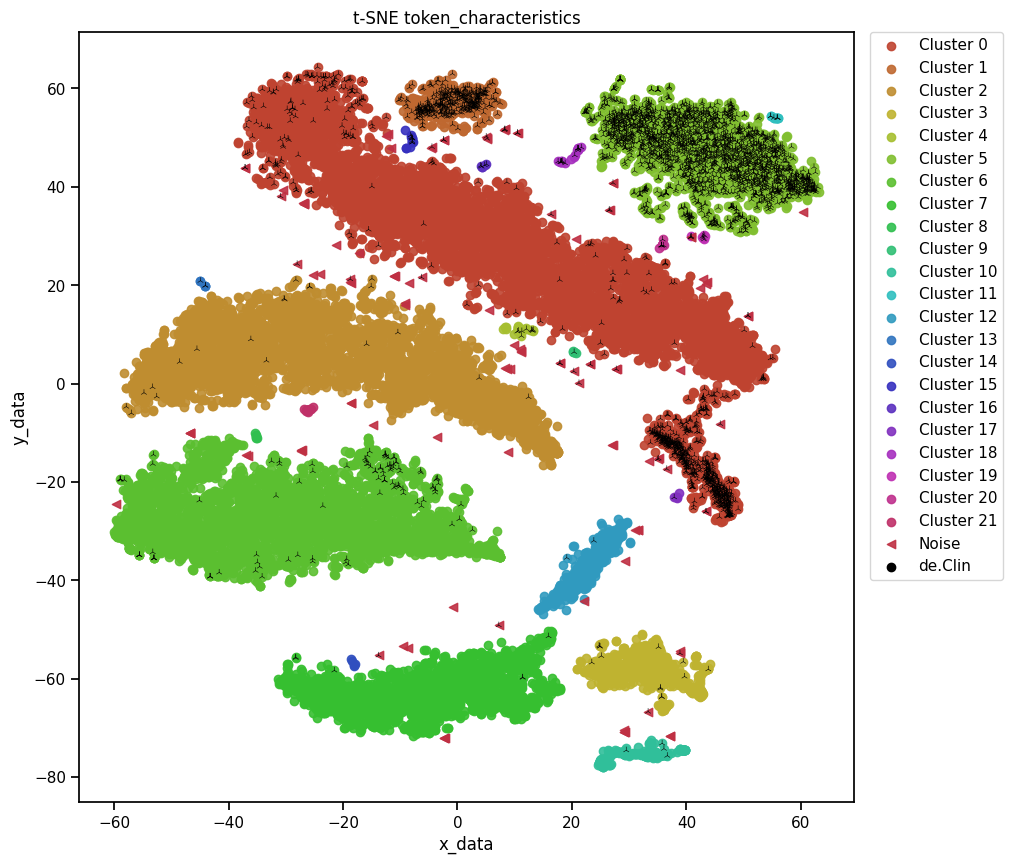 t-SNE token_characteristics
y_data
60
40
20
0
−20
−40
−60
−80
−60
−40
−20
0
20
40
60
x_data
Cluster 0
Cluster 1
Cluster 2
Cluster 3
Cluster 4
Cluster 5
Cluster 6
Cluster 7
Cluster 8
Cluster 9
Cluster 10
Cluster 11
Cluster 12
Cluster 13
Cluster 14
Cluster 15
Cluster 16
Cluster 17
Cluster 18
Cluster 19
Cluster 20
Cluster 21
Noise
de.Clin